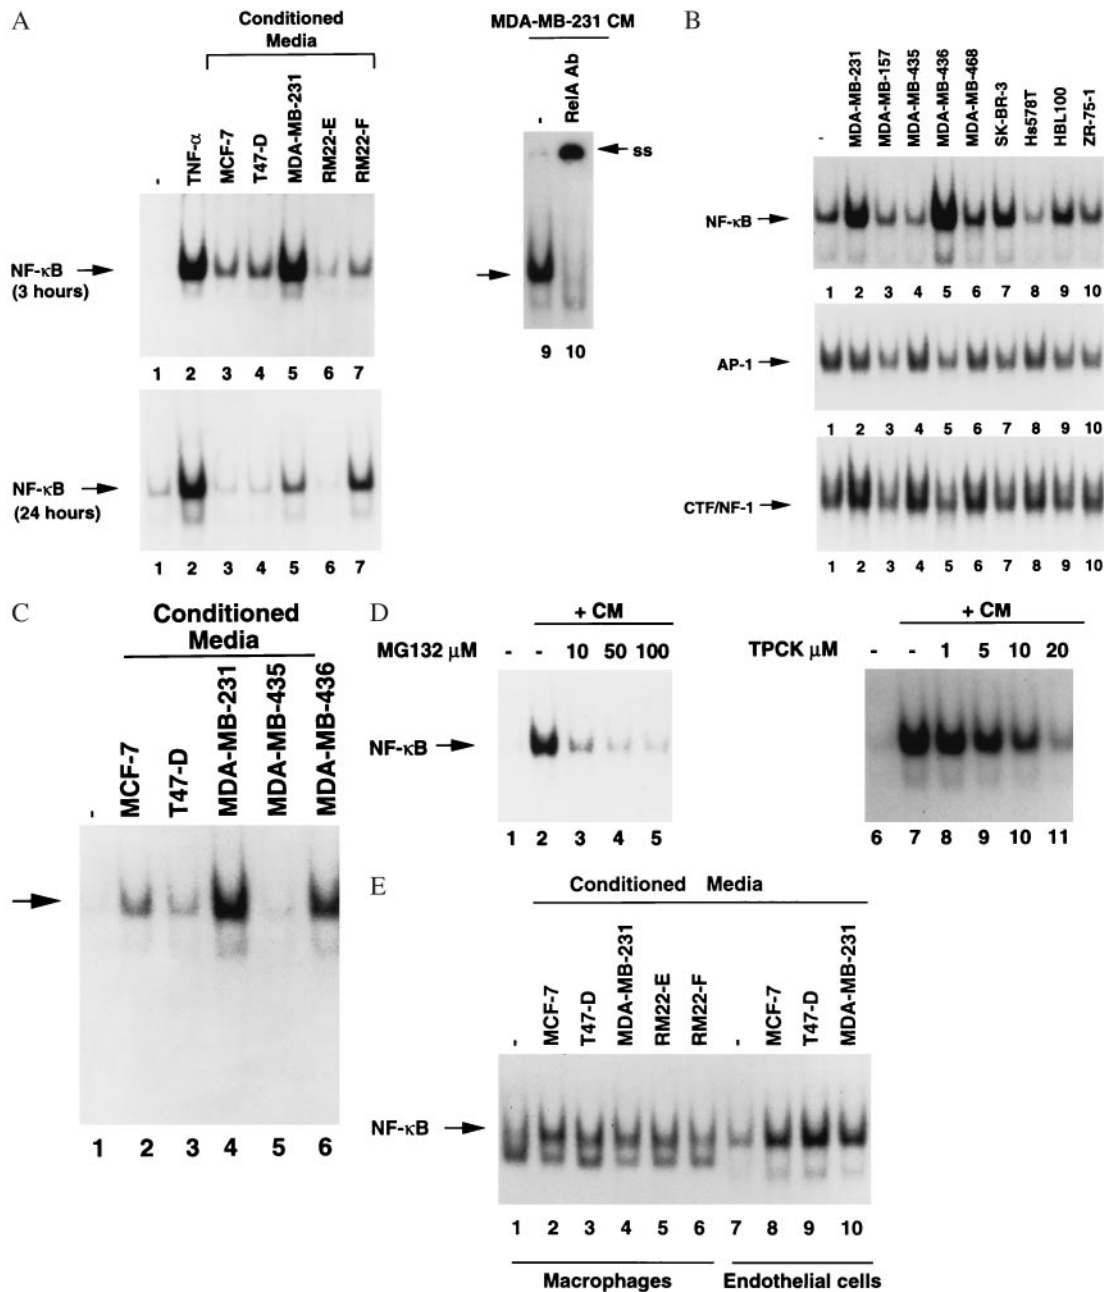 A
Conditioned
Media
-
TNF-α
MCF-7
T47-D
MDA-MB-231
RM22-E
RM22-F
NF-κB
(3 hours)
1 2 3 4 5 6 7
NF-κB
(24 hours)
1 2 3 4 5 6 7
MDA-MB-231 CM
-
RelA Ab
ss
9 10
B
-
MDA-MB-231
MDA-MB-157
MDA-MB-435
MDA-MB-436
MDA-MB-468
SK-BR-3
Hs578T
HBL100
ZR-75-1
NF-κB
1 2 3 4 5 6 7 8 9 10
AP-1
1 2 3 4 5 6 7 8 9 10
CTF/NF-1
1 2 3 4 5 6 7 8 9 10
C
Conditioned
Media
-
MCF-7
T47-D
MDA-MB-231
MDA-MB-435
MDA-MB-436
1 2 3 4 5 6
D
+ CM
MG132 μM - - 10 50 100
NF-κB
1 2 3 4 5
+ CM
TPCK μM - - 1 5 10 20
6 7 8 9 10 11
E
Conditioned Media
-
MCF-7
T47-D
MDA-MB-231
RM22-E
RM22-F
-
MCF-7
T47-D
MDA-MB-231
NF-κB
1 2 3 4 5 6 7 8 9 10
Macrophages
Endothelial cells